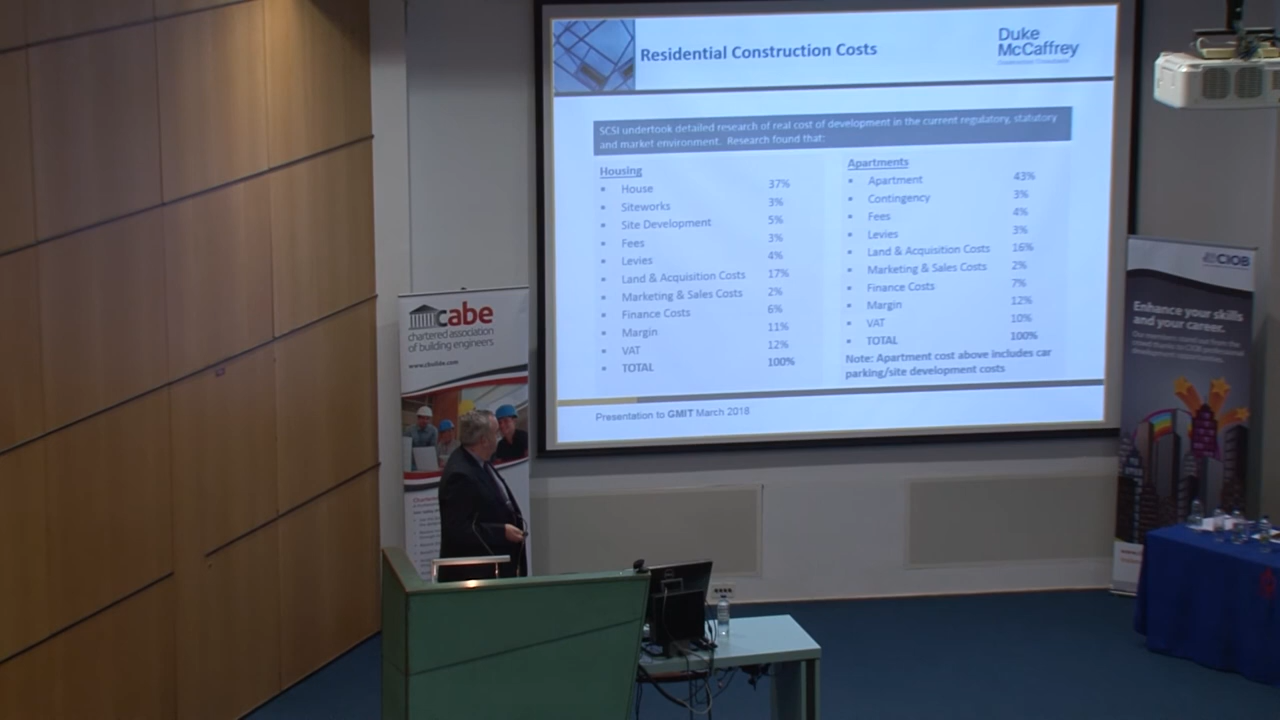 Residential Construction Costs
Duke
McCaffrey
Construction Consultants
SCSI undertook detailed research of real cost of development in the current regulatory, statutory
and market environment. Research found that:
Housing
▪ House 37%
▪ Siteworks 3%
▪ Site Development 5%
▪ Fees 3%
▪ Levies 4%
▪ Land & Acquisition Costs 17%
▪ Marketing & Sales Costs 2%
▪ Finance Costs 6%
▪ Margin 11%
▪ VAT 12%
▪ TOTAL 100%
Apartments
▪ Apartment 43%
▪ Contingency 3%
▪ Fees 4%
▪ Levies 3%
▪ Land & Acquisition Costs 16%
▪ Marketing & Sales Costs 2%
▪ Finance Costs 7%
▪ Margin 12%
▪ VAT 10%
▪ TOTAL 100%
Note: Apartment cost above includes car
parking/site development costs
Presentation to GMIT March 2018
cabe
chartered association
of building engineers
CIOB
Enhance your skills
and your career.